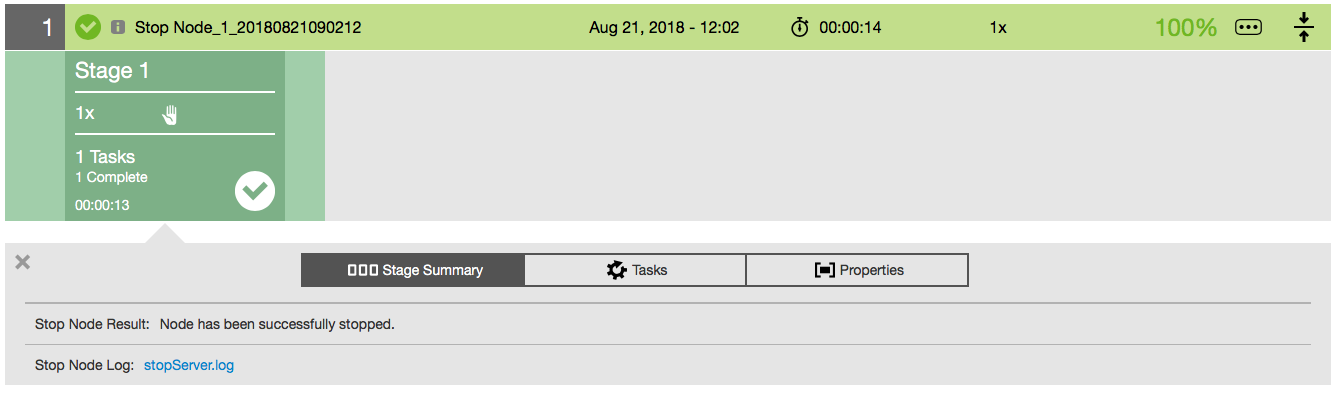 1 Stop Node_1_20180821090212 Aug 21, 2018 - 12:02 00:00:14 1x 100%
Stage 1
1x
1 Tasks
1 Complete
00:00:13
Stage Summary Tasks Properties
Stop Node Result: Node has been successfully stopped.
Stop Node Log: stopServer.log